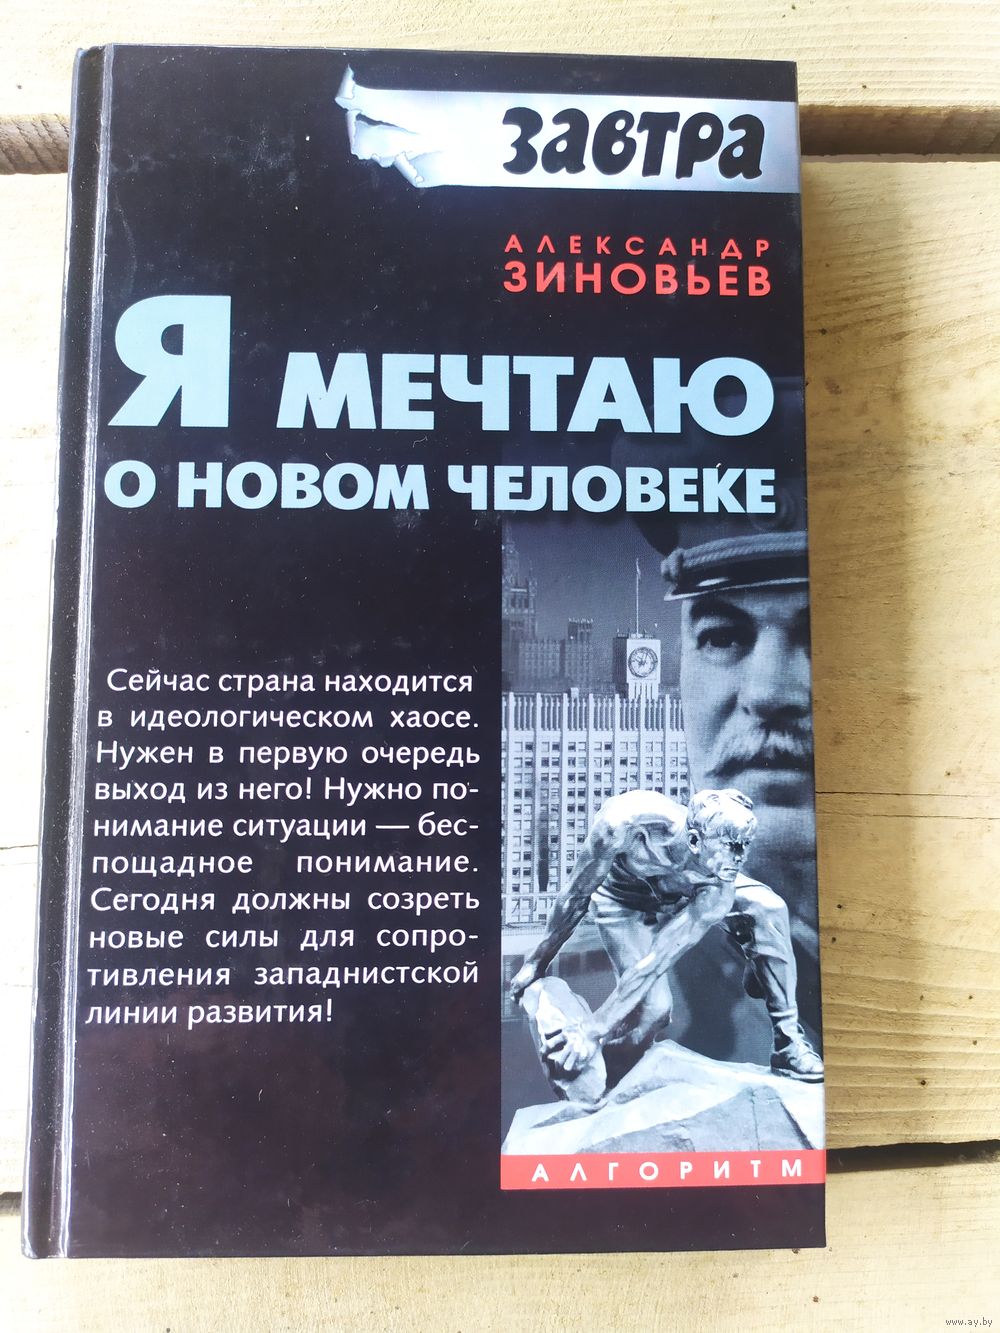 завтра
АЛЕКСАНДР
ЗИНОВЬЕВ
Я МЕЧТАЮ
О НОВОМ ЧЕЛОВЕКЕ
Сейчас страна находится
в идеологическом хаосе.
Нужен в первую очередь
выход из него! Нужно по-
нимание ситуации — бес-
пощадное понимание.
Сегодня должны созреть
новые силы для сопро-
тивления западнистской
линии развития!
АЛГОРИТМ
www.ay.by